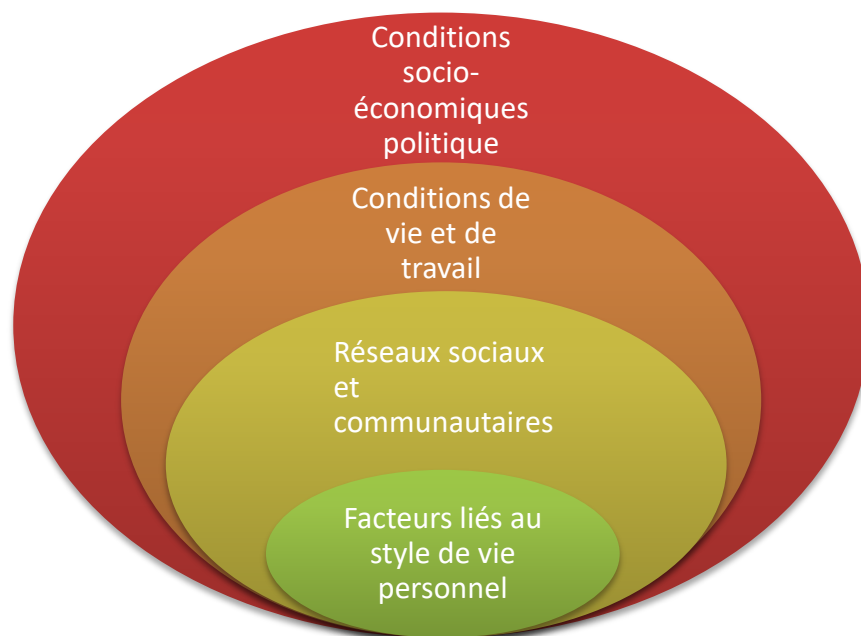 Conditions
socio-
économiques
politique
Conditions de
vie et de
travail
Réseaux sociaux
et
communautaires
Facteurs liés au
style de vie
personnel